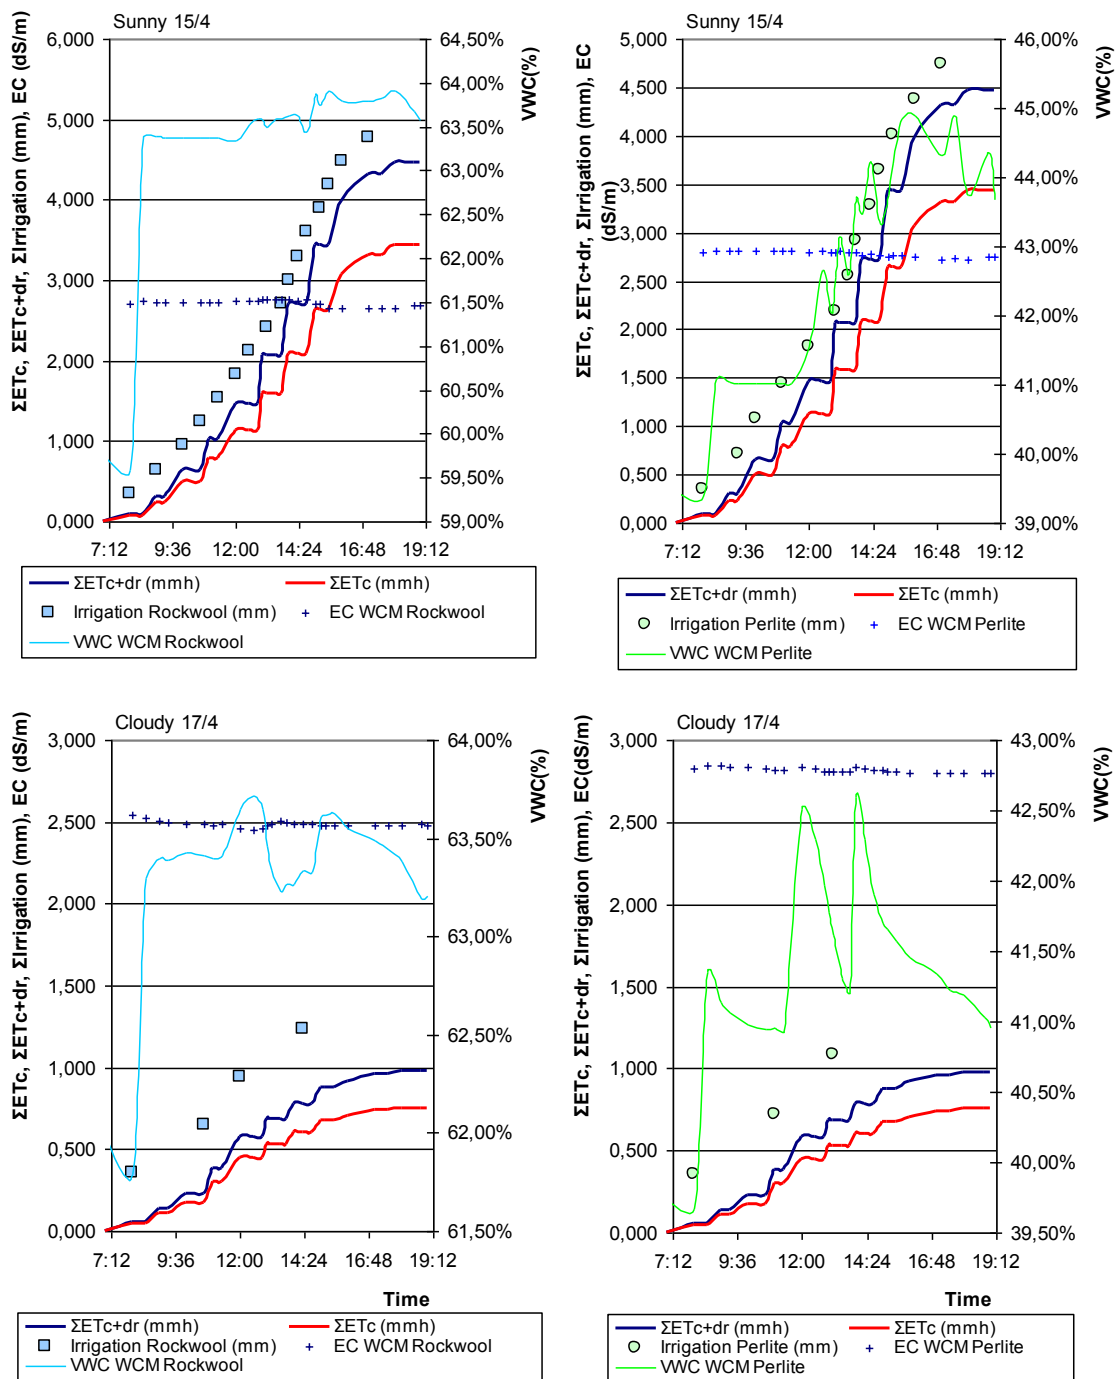 Sunny 15/4
ΣETc, ΣETc+dr, ΣIrrigation (mm), EC (dS/m)
6,000
5,000
4,000
3,000
2,000
1,000
0,000
64,50%
64,00%
63,50%
63,00%
62,50%
62,00%
61,50%
61,00%
60,50%
60,00%
59,50%
59,00%
VWC(%)
7:12 9:36 12:00 14:24 16:48 19:12
ΣETc+dr (mmh) ΣETc (mmh)
Irrigation Rockwool (mm) EC WCM Rockwool
VWC WCM Rockwool
Sunny 15/4
ΣETc, ΣETc+dr, ΣIrrigation (mm), EC
(dS/m)
5,000
4,500
4,000
3,500
3,000
2,500
2,000
1,500
1,000
0,500
0,000
46,00%
45,00%
44,00%
43,00%
42,00%
41,00%
40,00%
39,00%
VWC(%)
7:12 9:36 12:00 14:24 16:48 19:12
ΣETc+dr (mmh) ΣETc (mmh)
Irrigation Perlite (mm) EC WCM Perlite
VWC WCM Perlite
Cloudy 17/4
ΣETc, ΣETc+dr, ΣIrrigation (mm), EC (dS/m)
3,000
2,500
2,000
1,500
1,000
0,500
0,000
64,00%
63,50%
63,00%
62,50%
62,00%
61,50%
VWC(%)
7:12 9:36 12:00 14:24 16:48 19:12
Time
ΣETc+dr (mmh) ΣETc (mmh)
Irrigation Rockwool (mm) EC WCM Rockwool
VWC WCM Rockwool
Cloudy 17/4
ΣETc, ΣETc+dr, ΣIrrigation (mm), EC(dS/m)
3,000
2,500
2,000
1,500
1,000
0,500
0,000
43,00%
42,50%
42,00%
41,50%
41,00%
40,50%
40,00%
39,50%
VWC(%)
7:12 9:36 12:00 14:24 16:48 19:12
Time
ΣETc+dr (mmh) ΣETc (mmh)
Irrigation Perlite (mm) EC WCM Perlite
VWC WCM Perlite